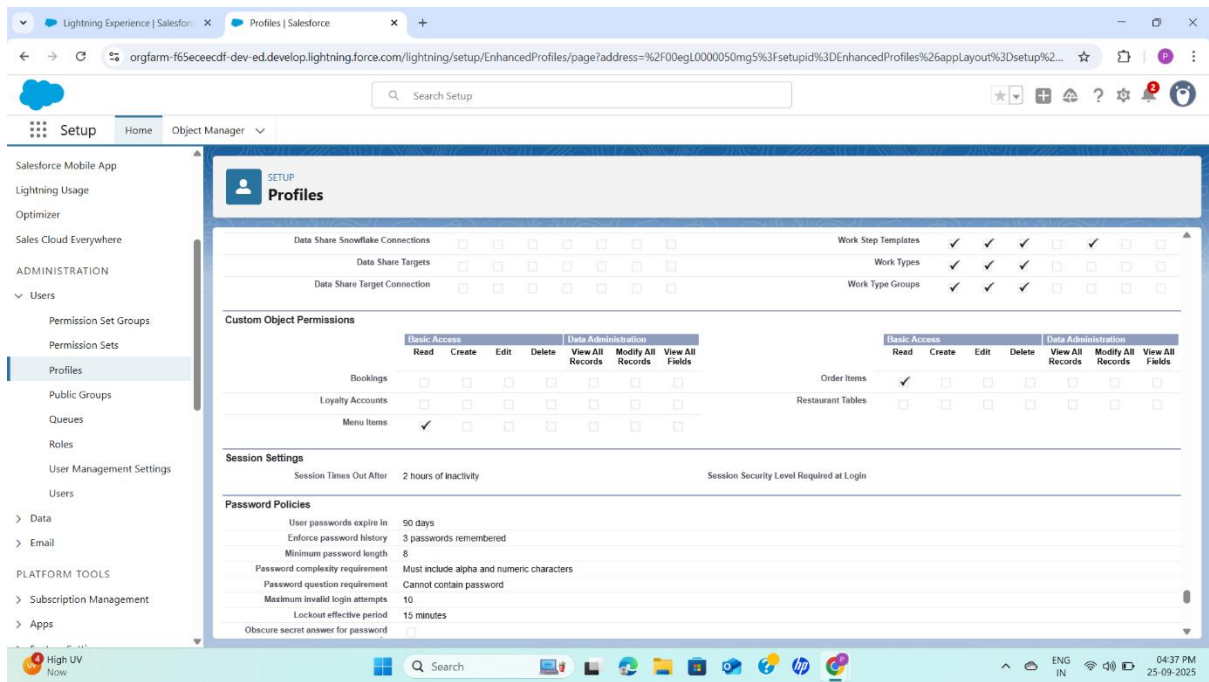 Lightning Experience | Salesforc
Profiles | Salesforce
orgfarm-f65eceecdf-dev-ed.develop.lightning.force.com/lightning/setup/EnhancedProfiles/page?address=%2F00egL0000050mg5%3Fsetupid%3DEnhancedProfiles%26appLayout%3Dsetup%2...
P
Search Setup
2
Setup
Home
Object Manager
Salesforce Mobile App
Lightning Usage
Optimizer
Sales Cloud Everywhere
ADMINISTRATION
Users
Permission Set Groups
Permission Sets
Profiles
Public Groups
Queues
Roles
User Management Settings
Users
Data
Email
PLATFORM TOOLS
Subscription Management
Apps
SETUP
Profiles
Data Share Snowflake Connections
Work Step Templates
Data Share Targets
Work Types
Data Share Target Connection
Work Type Groups
Custom Object Permissions
Basic Access Data Administration
Read Create Edit Delete View All Records Modify All Records View All Fields
Basic Access Data Administration
Read Create Edit Delete View All Records Modify All Records View All Fields
Bookings
Order Items
Loyalty Accounts
Restaurant Tables
Menu Items
Session Settings
Session Times Out After 2 hours of inactivity
Session Security Level Required at Login
Password Policies
User passwords expire in 90 days
Enforce password history 3 passwords remembered
Minimum password length 8
Password complexity requirement Must include alpha and numeric characters
Password question requirement Cannot contain password
Maximum invalid login attempts 10
Lockout effective period 15 minutes
Obscure secret answer for password
4
High UV
Now
Search
ENG
IN
04:37 PM
25-09-2025